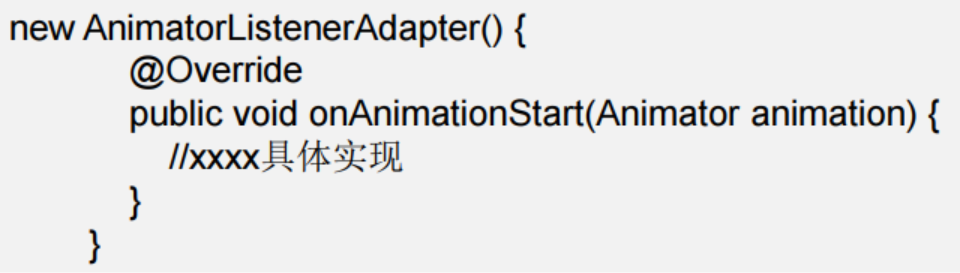 new AnimatorListenerAdapter() {
@Override
public void onAnimationStart(Animator animation) {
//xxxx具体实现
}
}